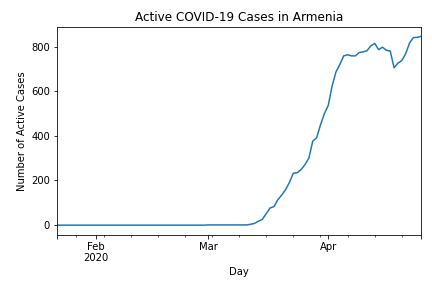 Active COVID-19 Cases in Armenia
Number of Active Cases
800
600
400
200
0
Feb
2020
Mar
Apr
Day